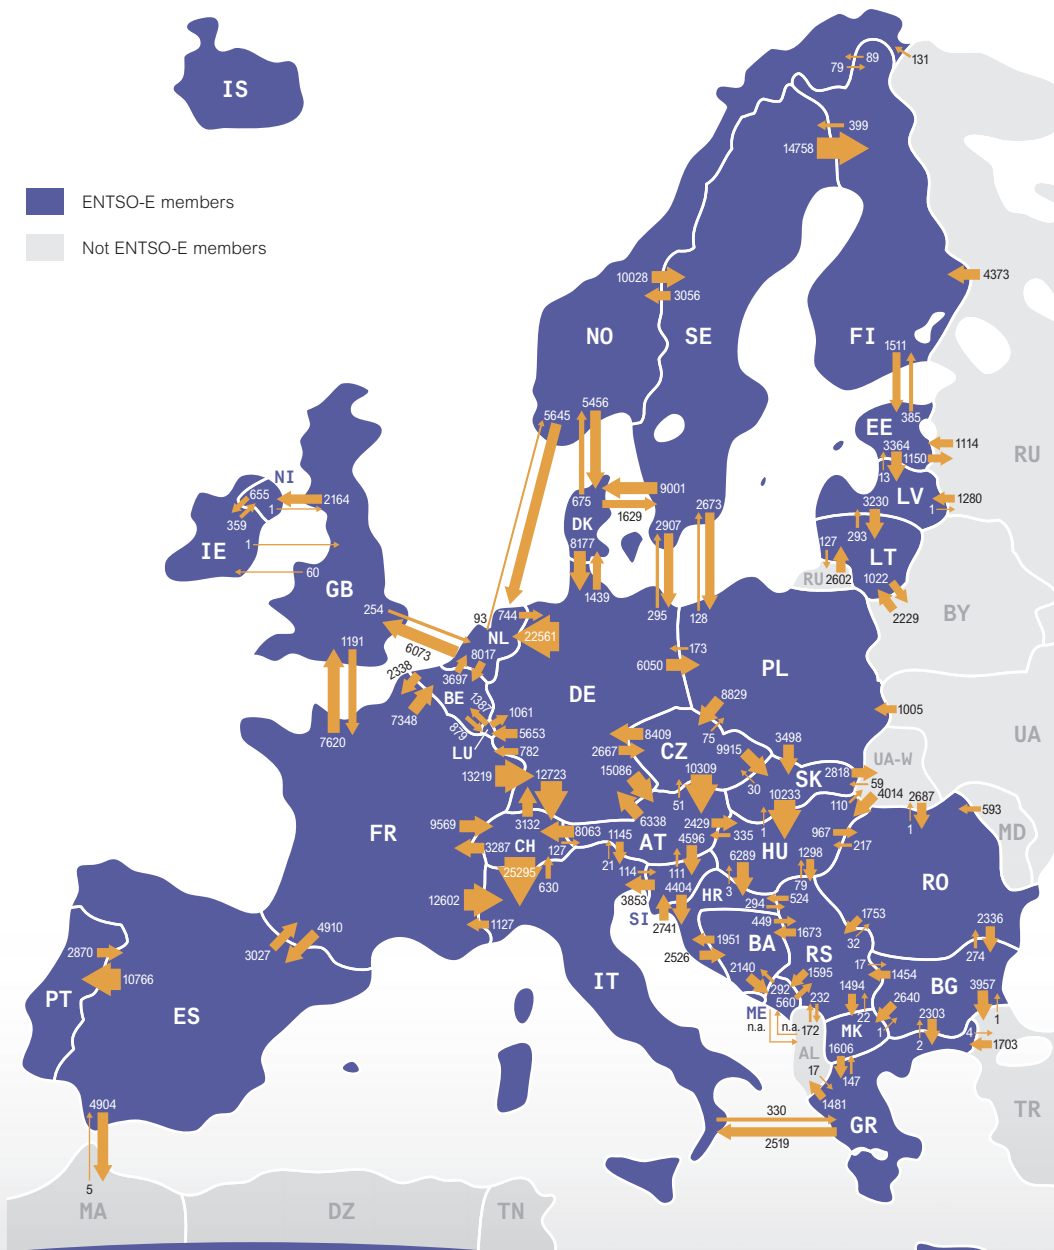 IS
ENTSO-E members
Not ENTSO-E members
89
79
131
399
14758
10028
3056
4373
NO
SE
FI
1511
385
5645
5456
EE
3364
1114
1150
RU
13
LV
1280
1
3230
293
675
9001
1629
DK
2673
2907
8177
1439
295
128
127
LT
RU
2602
1022
2229
BY
NI
655
1
2164
359
IE
1
60
GB
254
93
744
NL
22561
6073
1191
8017
3697
2338
BE
7348
1387
1061
879
5653
LU
782
7620
DE
173
6050
PL
8829
75
8409
2667
CZ
9915
3498
1005
UA
UA-W
15086
10309
30
SK
2818
59
4014
110
2687
593
MD
1
13219
12723
51
10233
6338
3132
FR
9569
3287
CH
8063
127
1145
AT
2429
335
4596
1
HU
967
217
21
114
111
6289
1298
RO
25295
630
3853
4404
HR
3
79
12602
1127
SI
2741
294
524
449
1673
1753
32
2336
274
BA
RS
1951
2526
4910
3027
2870
10766
PT
ES
IT
2140
292
1595
560
17
1454
BG
1494
22
2640
3957
1
ME
n.a.
n.a.
232
172
MK
1
2303
2
4
1703
AL
1606
17
147
1481
GR
TR
330
2519
4904
5
MA
DZ
TN